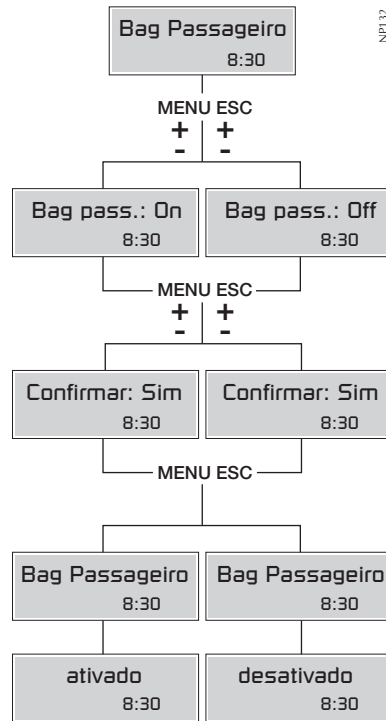 NP132
Bag Passageiro
8:30
MENU ESC
+ +
- -
Bag pass.: On
8:30
Bag pass.: Off
8:30
MENU ESC
+ +
- -
Confirmar: Sim
8:30
Confirmar: Sim
8:30
MENU ESC
Bag Passageiro
8:30
Bag Passageiro
8:30
ativado
8:30
desativado
8:30